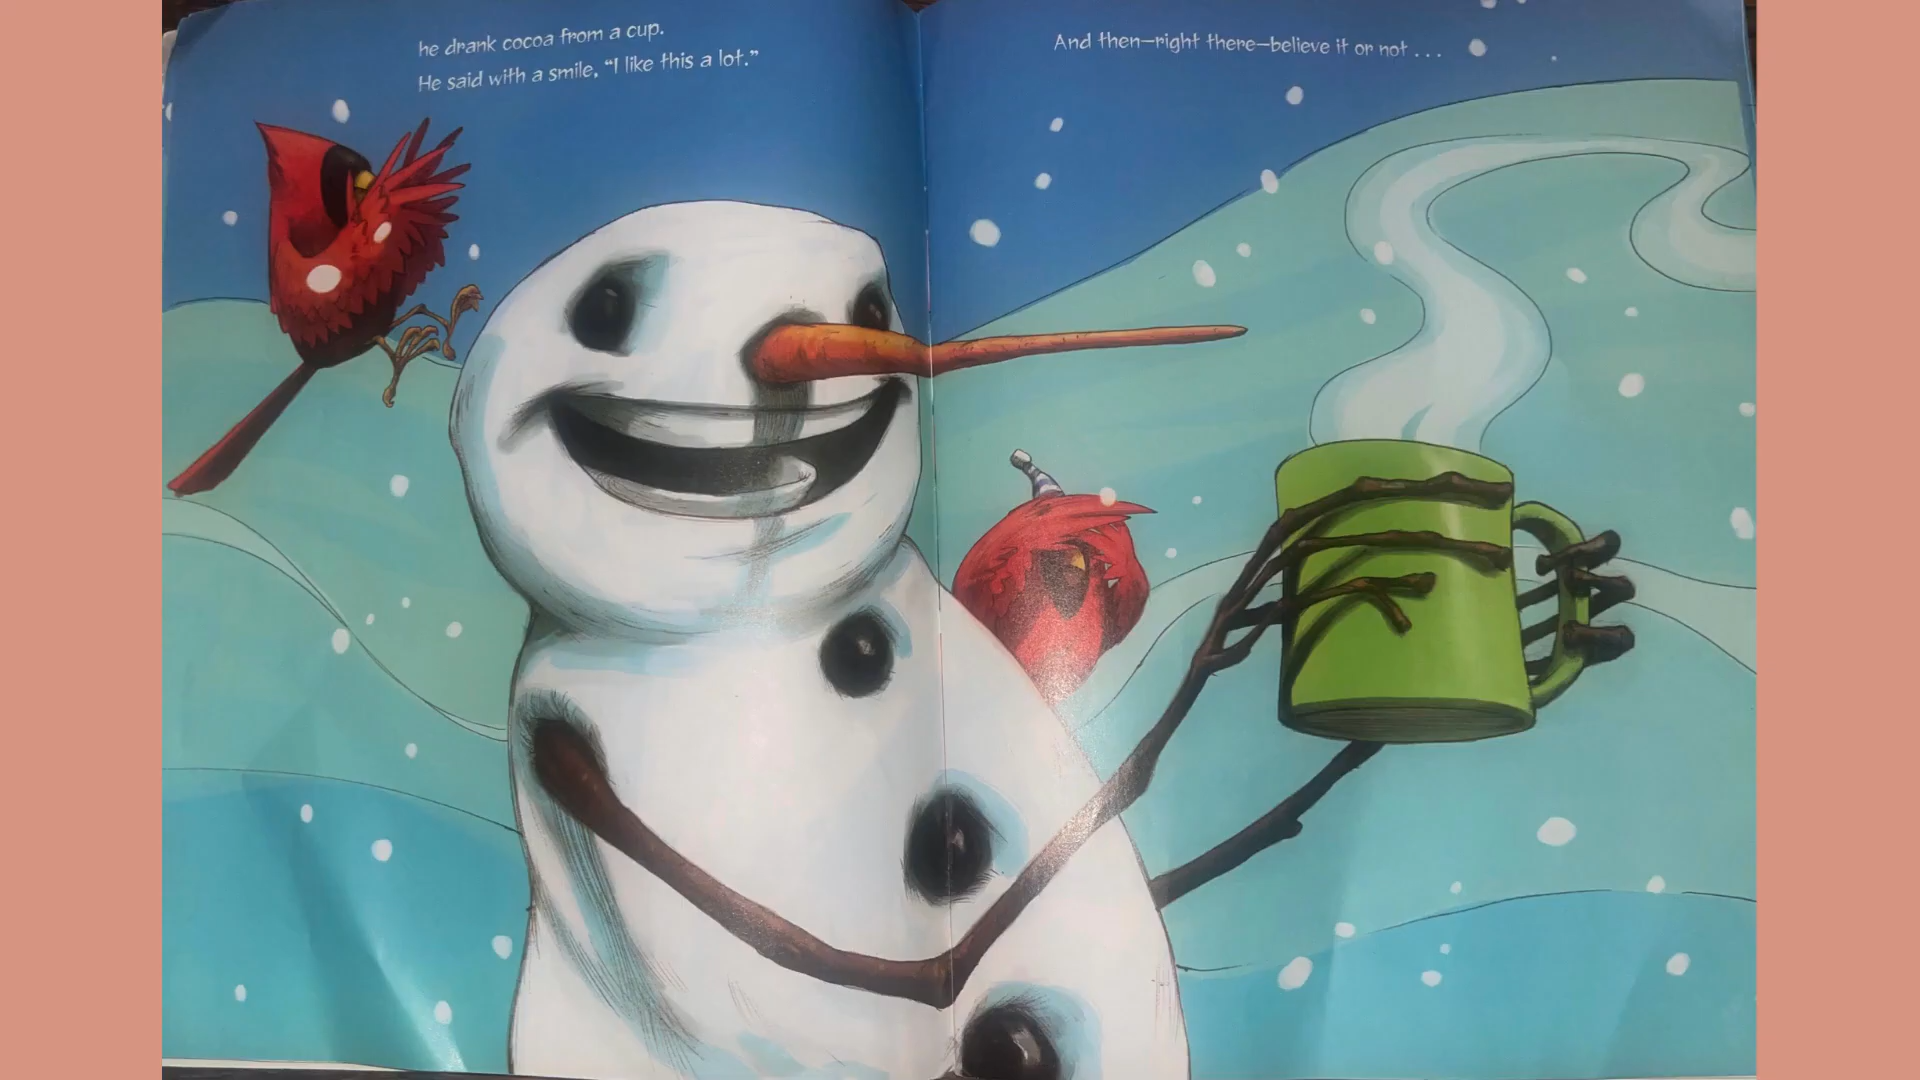 he drank cocoa from a cup.
He said with a smile, “I like this a lot.”
And then—right there—believe it or not . . .